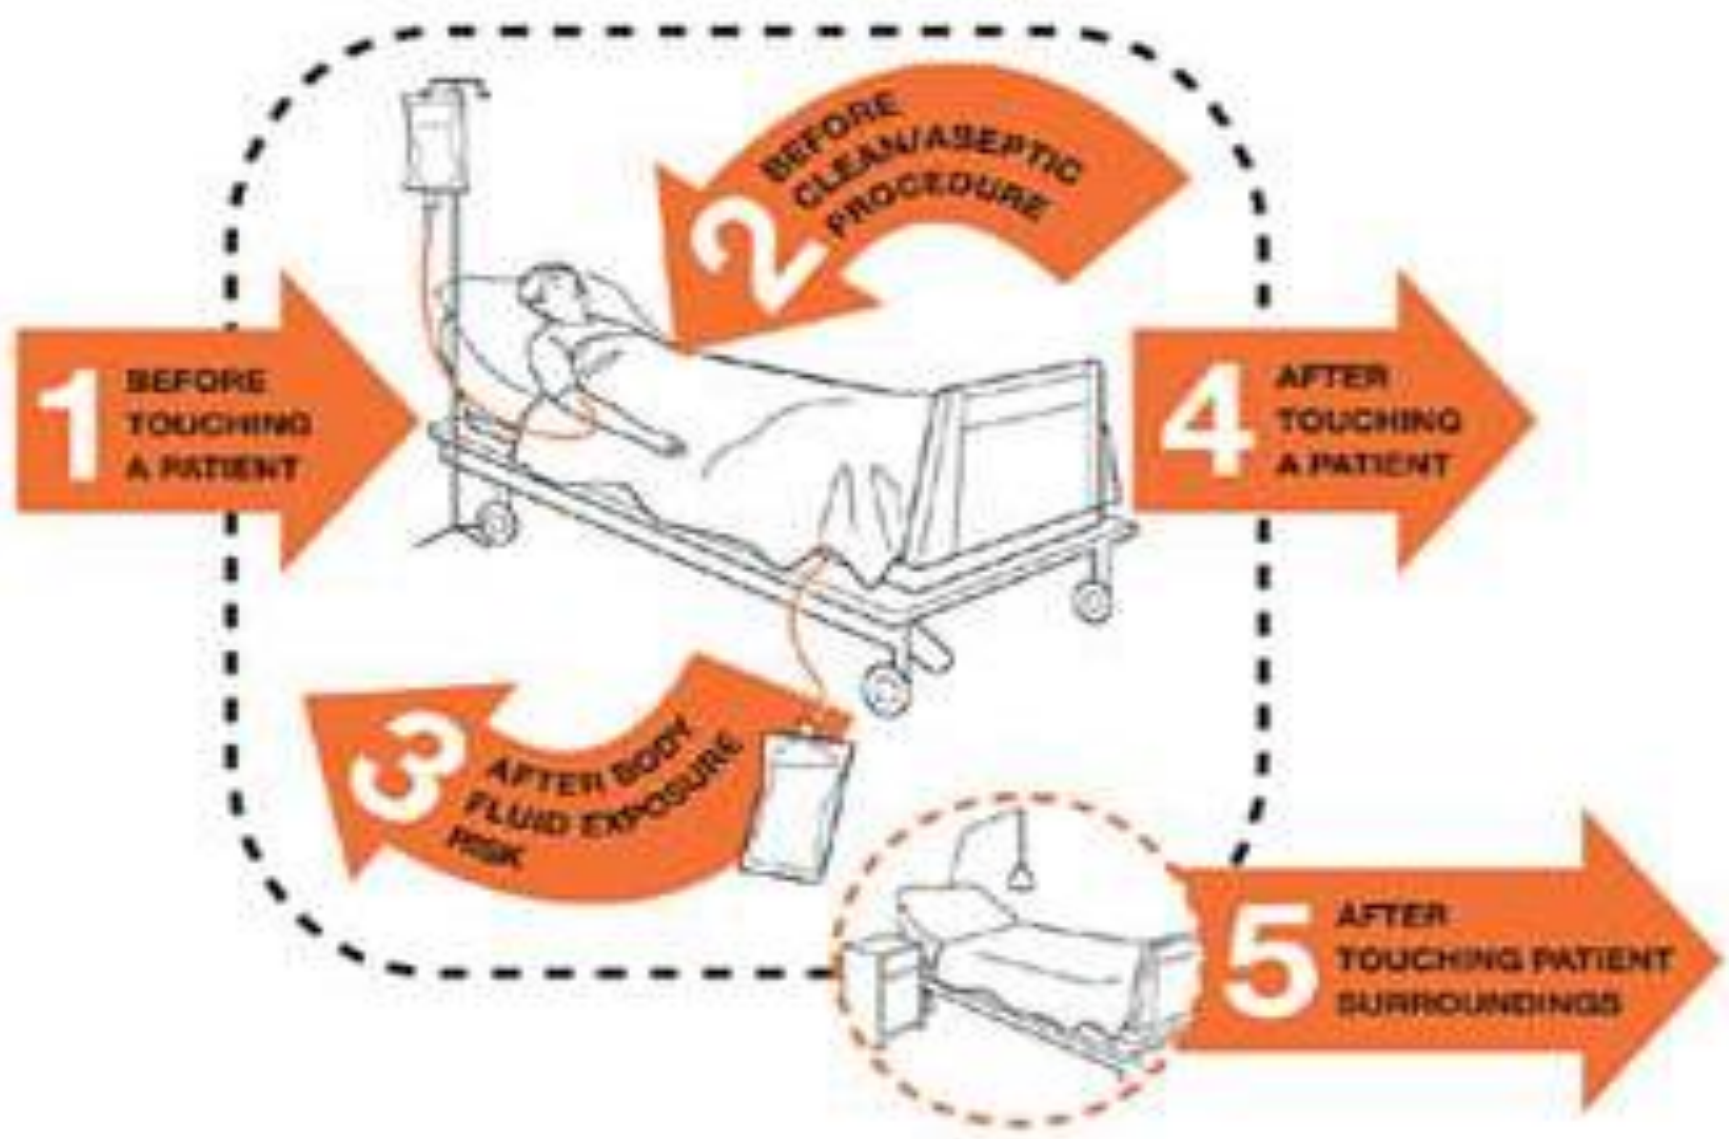 1
BEFORE
TOUCHING
A PATIENT
2
BEFORE
CLEAN/ASEPTIC
PROCEDURE
3
AFTER BODY
FLUID EXPOSURE
RISK
4
AFTER
TOUCHING
A PATIENT
5
AFTER
TOUCHING PATIENT
SURROUNDINGS